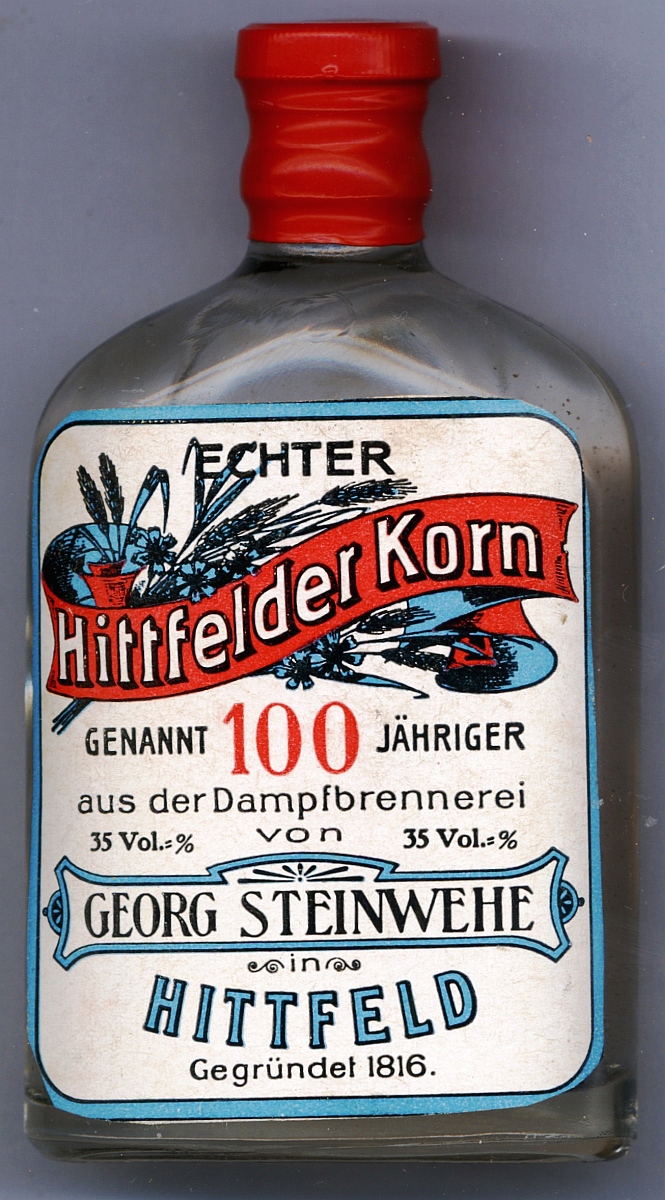 ECHTER
Hittfelder Korn
GENANNT 100 JÄHRIGER
aus der Dampfbrennerei
35 Vol.=% von 35 Vol.=%
GEORG STEINWEHE
in
HITTFELD
Gegründet 1816.